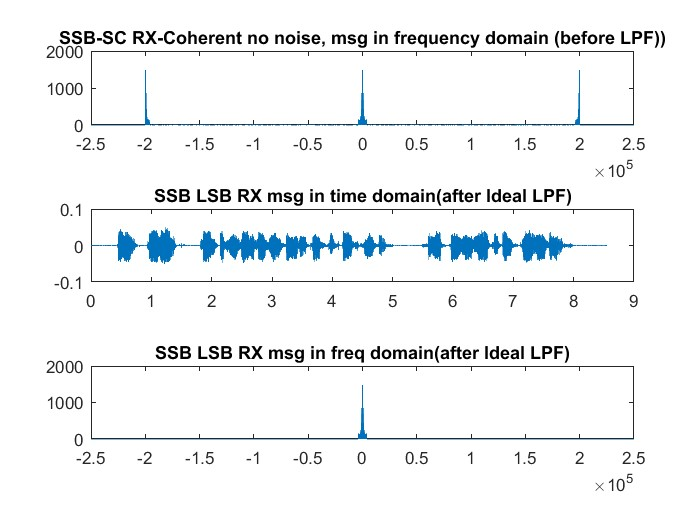 SSB-SC RX-Coherent no noise, msg in frequency domain (before LPF))
2000
1000
0
-2.5 -2 -1.5 -1 -0.5 0 0.5 1 1.5 2 2.5
×10^5
SSB LSB RX msg in time domain(after Ideal LPF)
0.1
0
-0.1
0 1 2 3 4 5 6 7 8 9
SSB LSB RX msg in freq domain(after Ideal LPF)
2000
1000
0
-2.5 -2 -1.5 -1 -0.5 0 0.5 1 1.5 2 2.5
×10^5